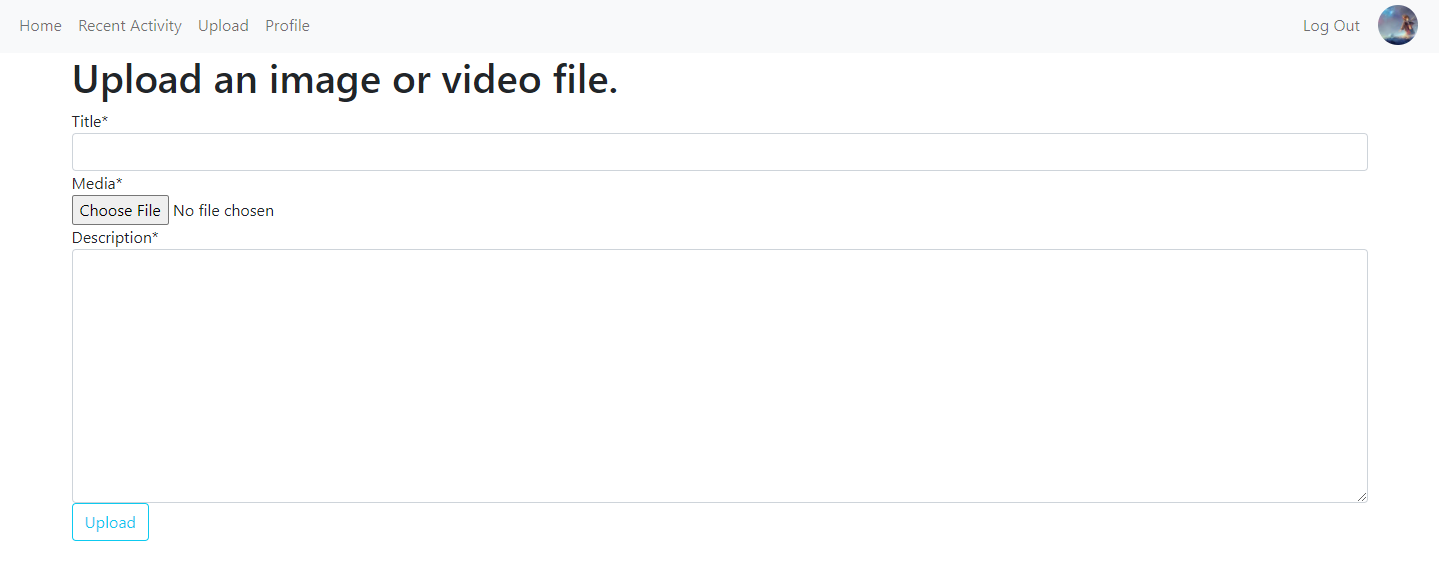 Home Recent Activity Upload Profile Log Out
Upload an image or video file.
Title*
Media*
Choose File No file chosen
Description*
Upload